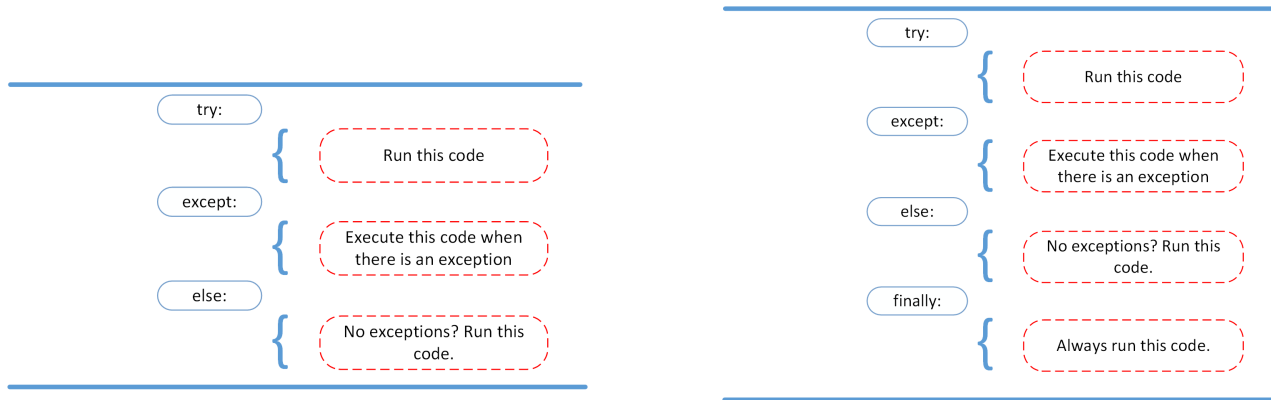 try:
Run this code
except:
Execute this code when
there is an exception
else:
No exceptions? Run this
code.
try:
Run this code
except:
Execute this code when
there is an exception
else:
No exceptions? Run this
code.
finally:
Always run this code.